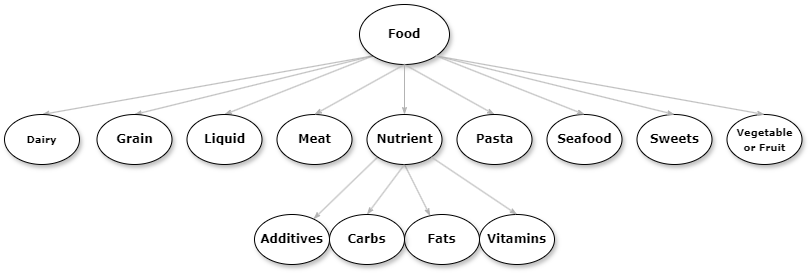 Food
Dairy
Grain
Liquid
Meat
Nutrient
Pasta
Seafood
Sweets
Vegetable
or Fruit
Additives
Carbs
Fats
Vitamins